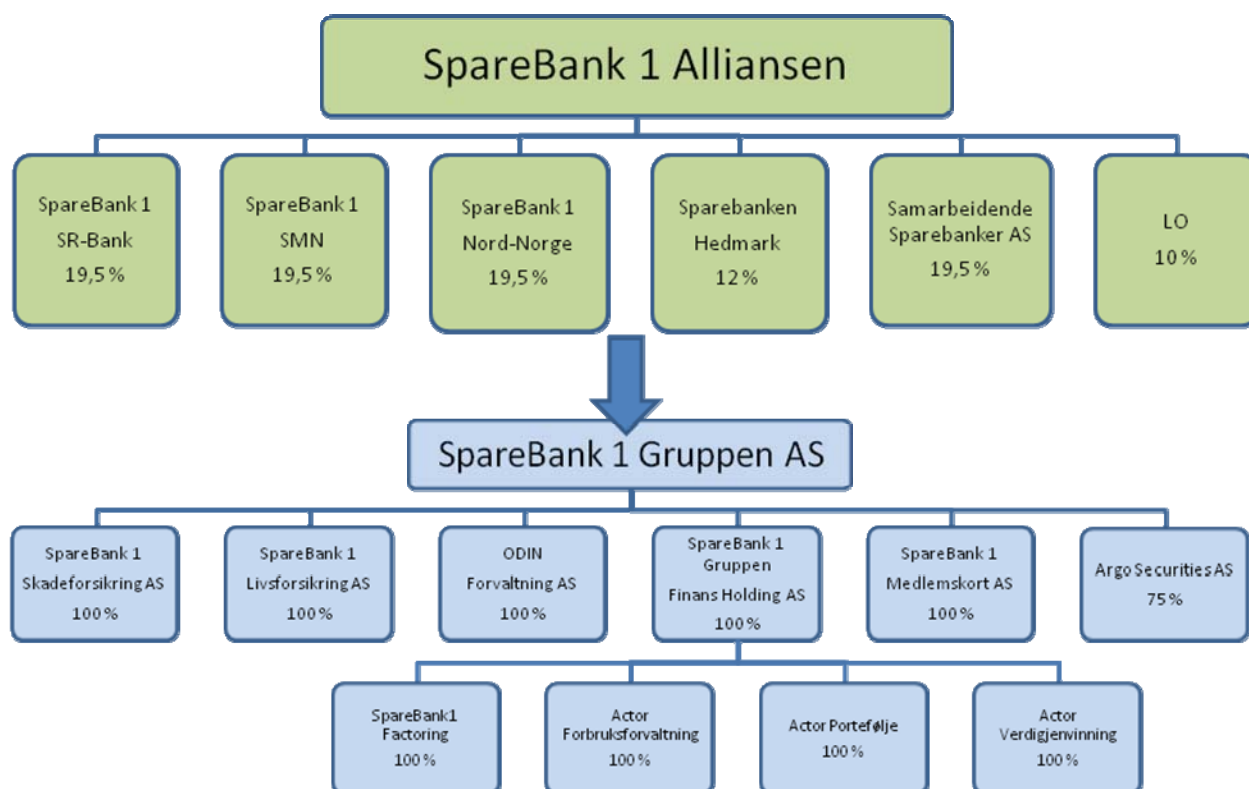 SpareBank 1 Alliansen
SpareBank 1
SR-Bank
19,5%
SpareBank 1
SMN
19,5%
SpareBank 1
Nord-Norge
19,5%
Sparebanken
Hedmark
12%
Samarbeidende
Sparebanker AS
19,5%
LO
10%
SpareBank 1 Gruppen AS
SpareBank 1
Skadeforsikring AS
100%
SpareBank 1
Livsforsikring AS
100%
ODIN
Forvaltning AS
100%
SpareBank 1
Gruppen
Finans Holding AS
100%
SpareBank 1
Medlemskort AS
100%
Argo Securities AS
75%
SpareBank1
Factoring
100%
Actor
Forbruksforvaltning
100%
Actor Portefølje
100%
Actor
Verdigjenvinning
100%